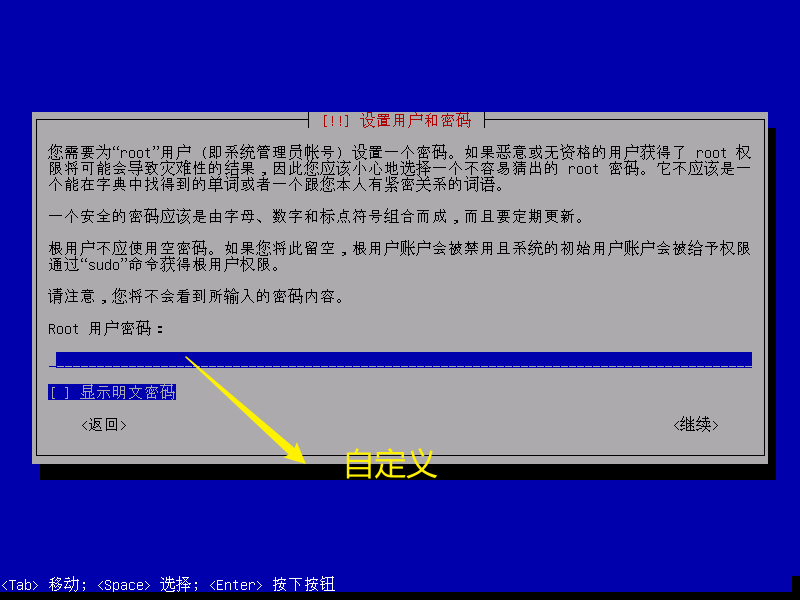 [!!] 设置用户和密码
您需要为“root”用户 (即系统管理员帐号) 设置一个密码。如果恶意或无资格的用户获得了 root 权
限将可能会导致灾难性的结果,因此您应该小心地选择一个不容易猜出的 root 密码。它不应该是一
个能在字典中找得到的单词或者一个跟您本人有紧密关系的词语。
一个安全的密码应该是由字母、数字和标点符号组合而成,而且要定期更新。
根用户不应使用空密码。如果您将此留空,根用户账户会被禁用且系统的初始用户账户会被给予权限
通过“sudo”命令获得根用户权限。
请注意,您将不会看到所输入的密码内容。
Root 用户密码:
[ ] 显示明文密码
<返回> <继续>
自定义
<Tab> 移动; <Space> 选择; <Enter> 按下按钮